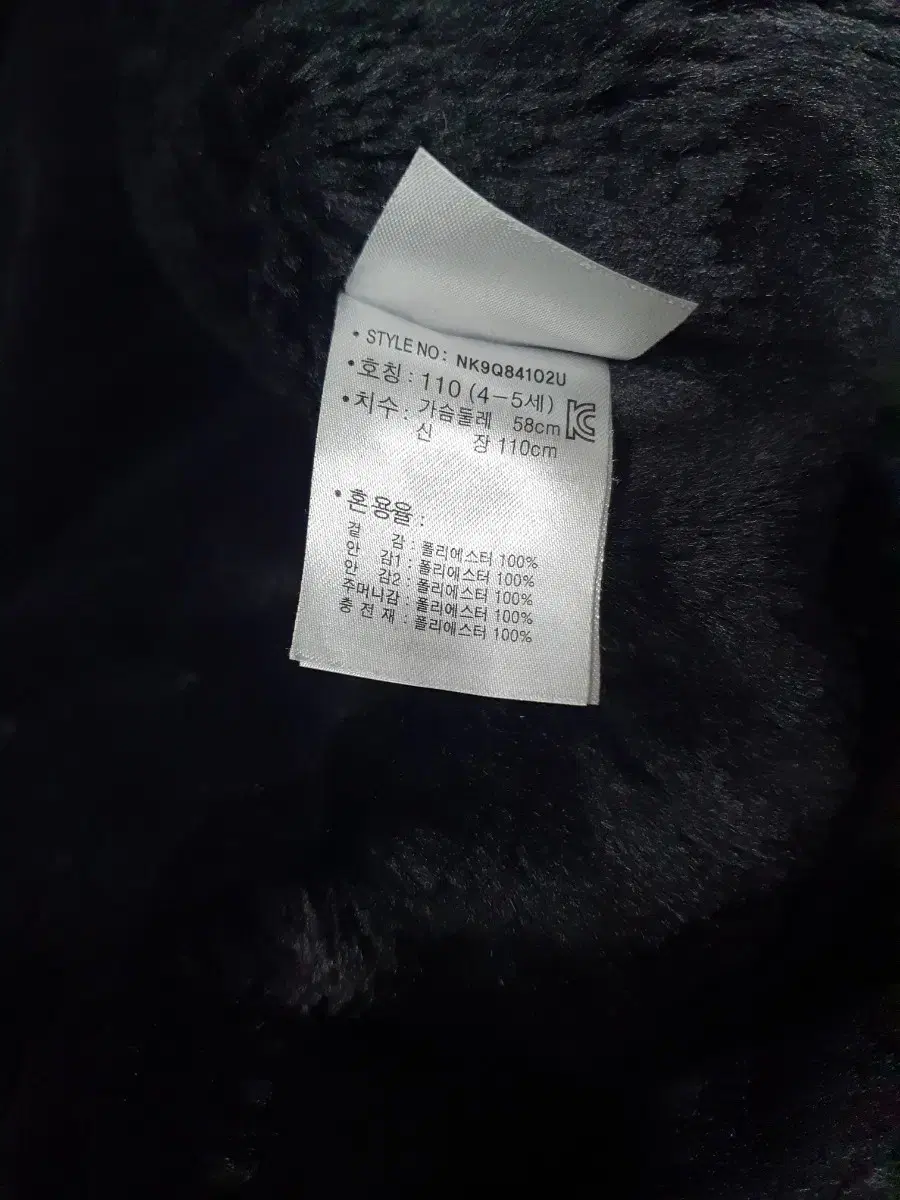 • STYLE NO : NK9Q84102U
• 호칭 : 110 (4-5세)
• 치수 : 가슴둘레 58cm
신 장 110cm
• 혼용율 :
겉 감 : 폴리에스터 100%
안 감1 : 폴리에스터 100%
안 감2 : 폴리에스터 100%
주머니감 : 폴리에스터 100%
충 전 재 : 폴리에스터 100%